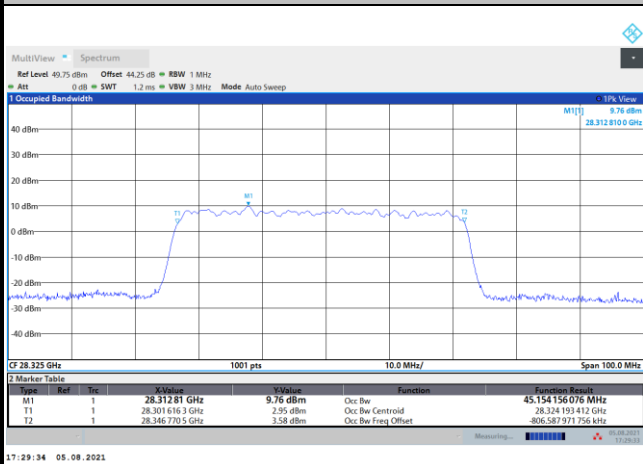 MultiView Spectrum
Ref Level 49.75 dBm Offset 44.25 dB RBW 1 MHz
Att 0 dB SWT 1.2 ms VBW 3 MHz Mode Auto Sweep
1 Occupied Bandwidth 1Pk View
M1[1] 9.76 dBm
28.312 810 0 GHz
40 dBm
30 dBm
20 dBm
M1
10 dBm
T1
T2
0 dBm
-10 dBm
-20 dBm
-30 dBm
-40 dBm
CF 28.325 GHz 1001 pts 10.0 MHz/ Span 100.0 MHz
2 Marker Table
Type Ref Trc X-Value Y-Value Function Function Result
M1 1 28.312 81 GHz 9.76 dBm Occ Bw 45.154 156 076 MHz
T1 1 28.301 616 3 GHz 2.95 dBm Occ Bw Centroid 28.324 193 412 GHz
T2 1 28.346 770 5 GHz 3.58 dBm Occ Bw Freq Offset -806.587 971 756 kHz
Measuring... 05.08.2021
17:29:33
17:29:34 05.08.2021